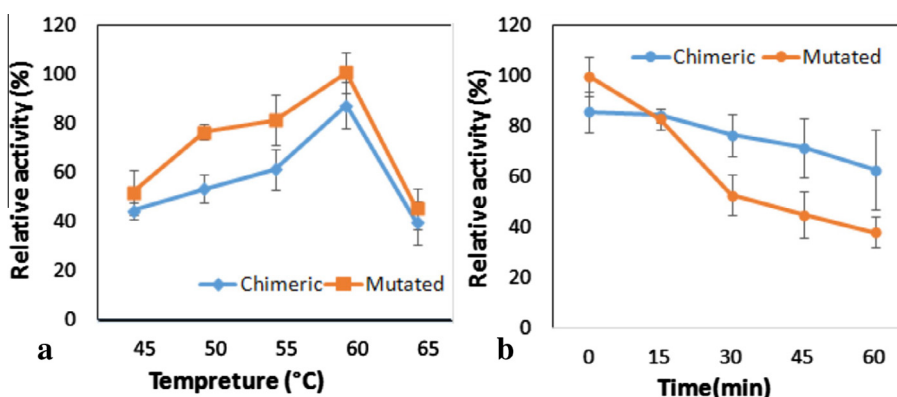 120
100
80
60
40
20
0
Relative activity (%)
Chimeric Mutated
45 50 55 60 65
Tempreture (°C)
a
120
100
80
60
40
20
0
Relative activity (%)
Chimeric Mutated
0 15 30 45 60
Time(min)
b